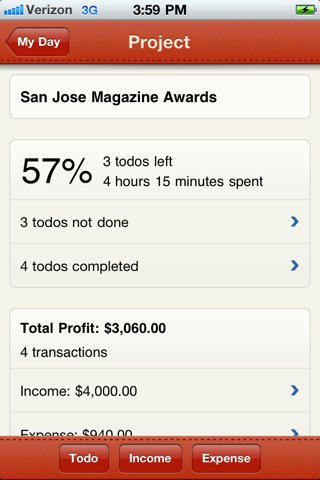 Verizon 3G 3:59 PM
My Day Project
San Jose Magazine Awards
57% 3 todos left
4 hours 15 minutes spent
3 todos not done
4 todos completed
Total Profit: $3,060.00
4 transactions
Income: $4,000.00
Expense: $940.00
Todo Income Expense